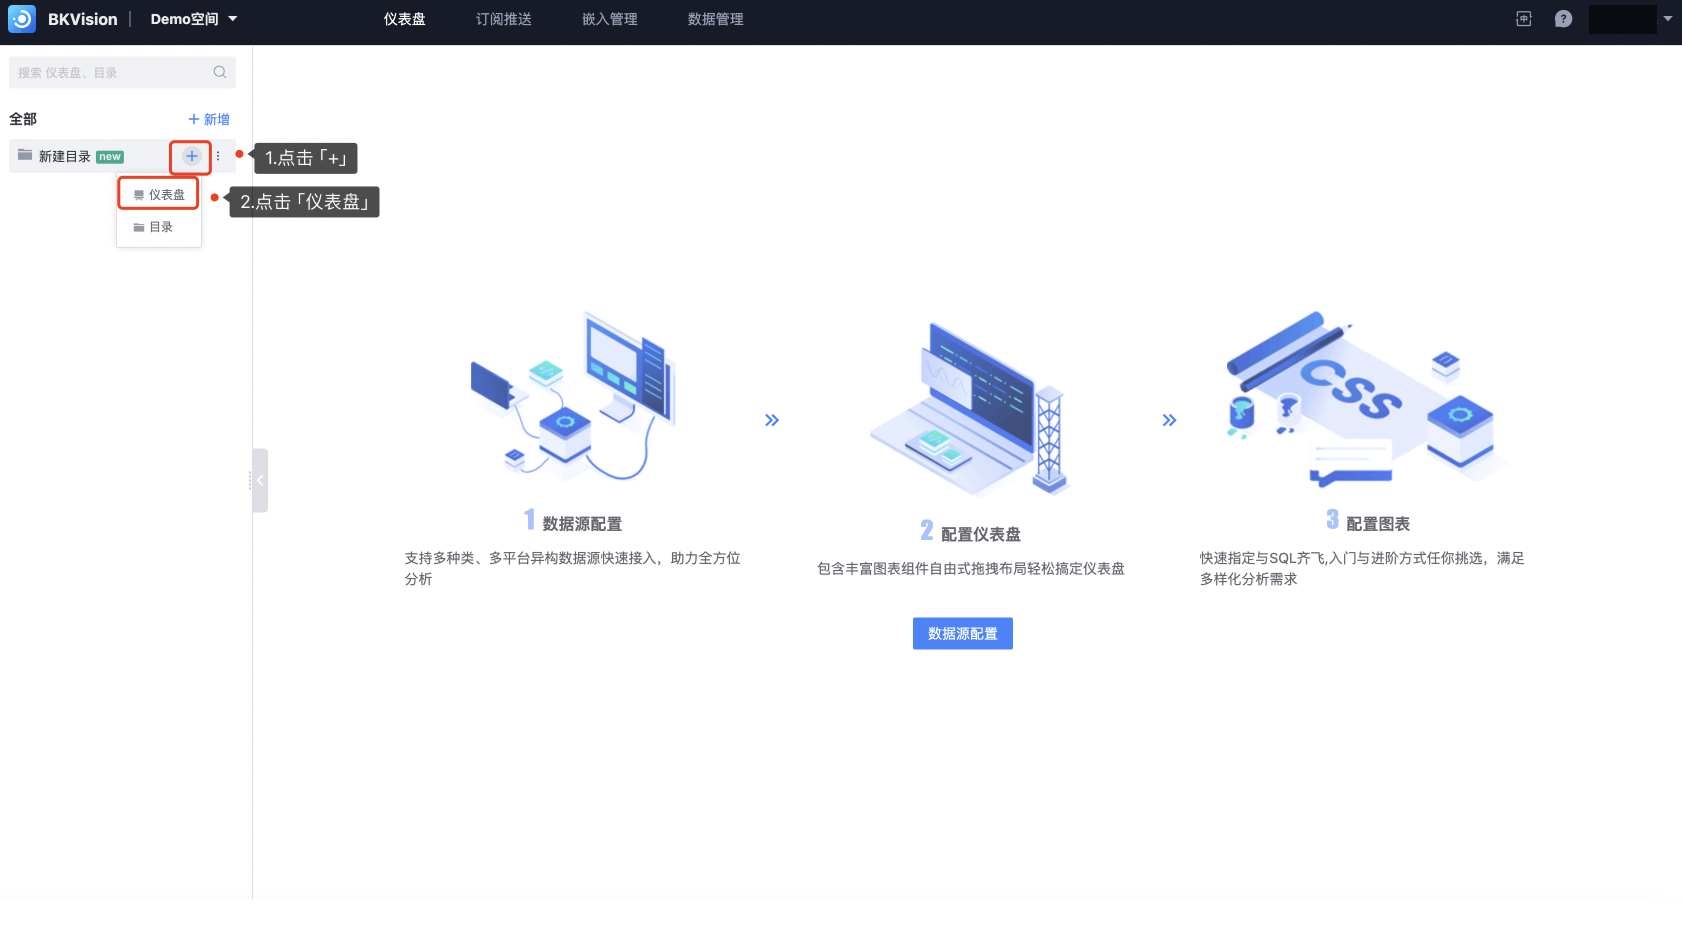 BKVision
Demo空间
仪表盘
订阅推送
嵌入管理
数据管理
中
?
搜索 仪表盘、目录
全部
+ 新增
新建目录 new
+
1.点击「+」
仪表盘
2.点击「仪表盘」
目录
CSS
1 数据源配置
支持多种类、多平台异构数据源快速接入，助力全方位
分析
2 配置仪表盘
包含丰富图表组件自由式拖拽布局轻松搞定仪表盘
3 配置图表
快速指定与SQL齐飞,入门与进阶方式任你挑选，满足
多样化分析需求
数据源配置